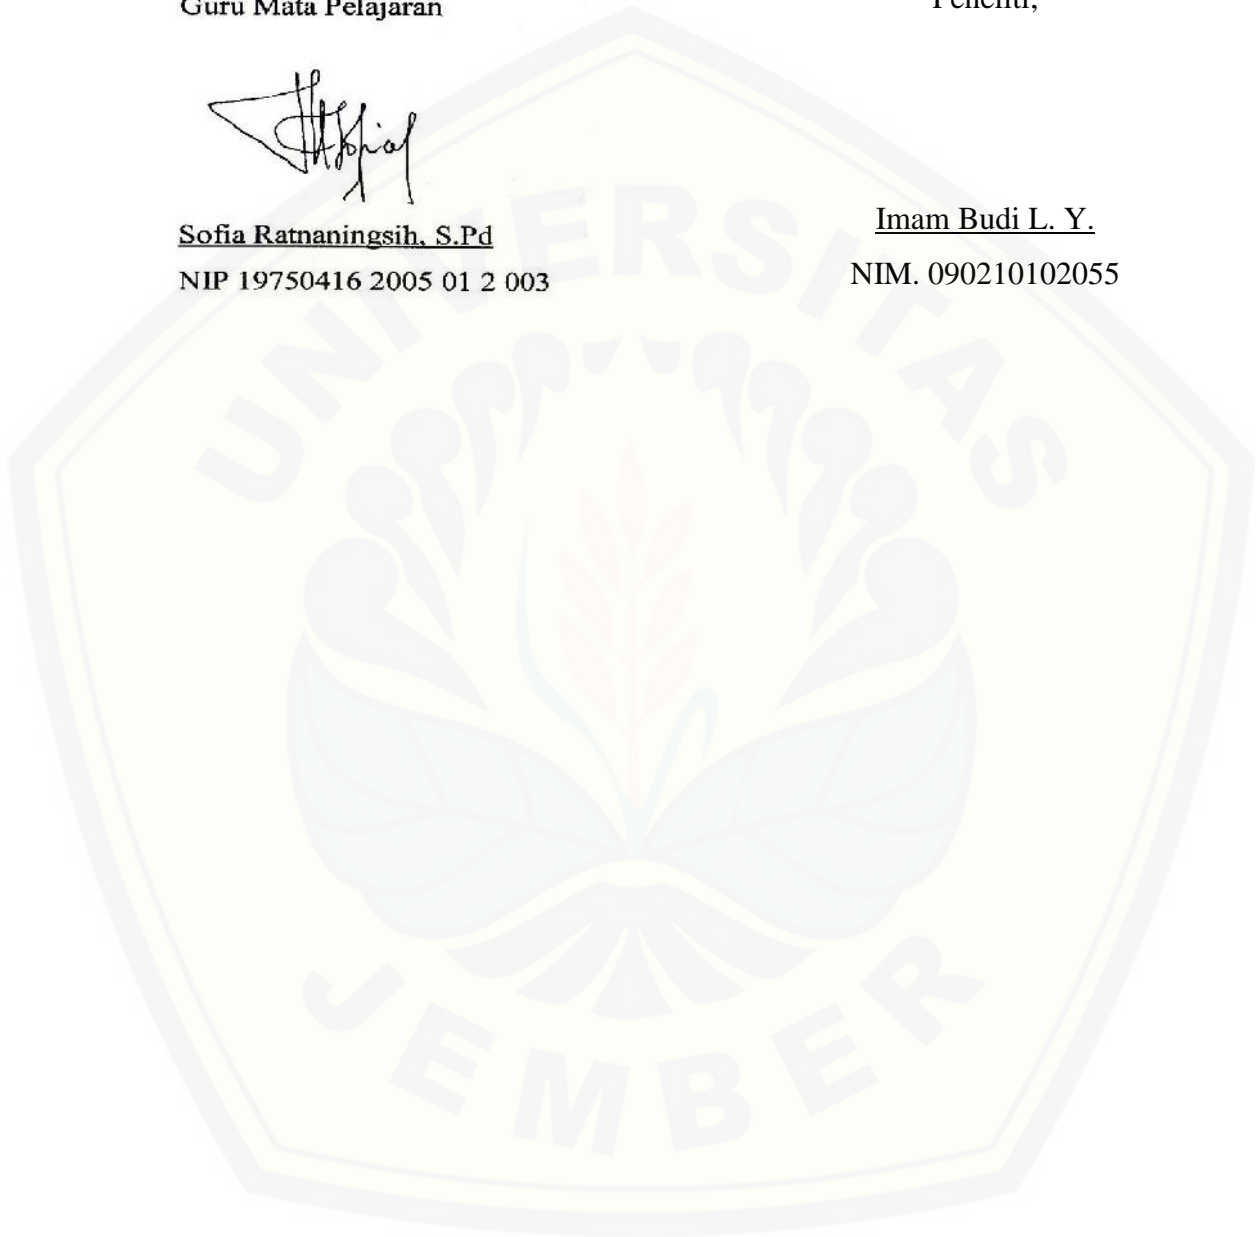 Guru Mata Pelajaran
Peneliti,
Sofia Ratnaningsih, S.Pd
NIP 19750416 2005 01 2 003
Imam Budi L. Y.
NIM. 090210102055
UNIVERSITAS
JEMBER